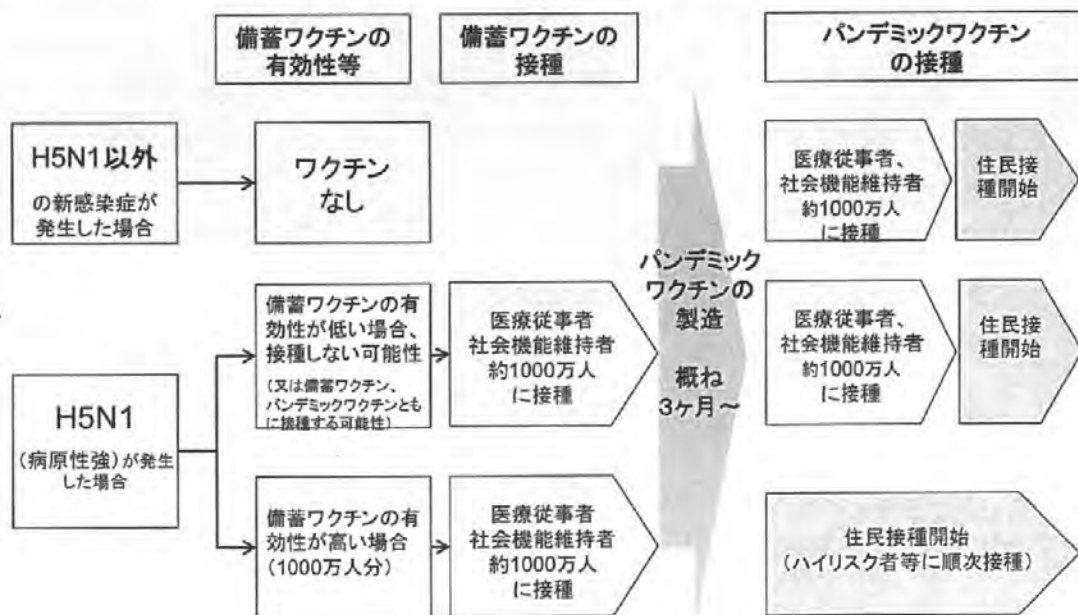 備蓄ワクチンの
有効性等
備蓄ワクチンの
接種
パンデミックワクチン
の接種
H5N1以外
の新感染症が
発生した場合
ワクチン
なし
医療従事者、
社会機能維持者
約1000万人
に接種
住民接
種開始
パンデミック
ワクチンの
製造
概ね
3ヶ月～
H5N1
(病原性強)が発生
した場合
備蓄ワクチンの有
効性が低い場合、
接種しない可能性
(又は備蓄ワクチン、
パンデミックワクチンとも
に接種する可能性)
医療従事者
社会機能維持者
約1000万人
に接種
医療従事者、
社会機能維持者
約1000万人
に接種
住民接
種開始
備蓄ワクチンの有
効性が高い場合
(1000万人分)
医療従事者
社会機能維持者
約1000万人
に接種
住民接種開始
(ハイリスク者等に順次接種)